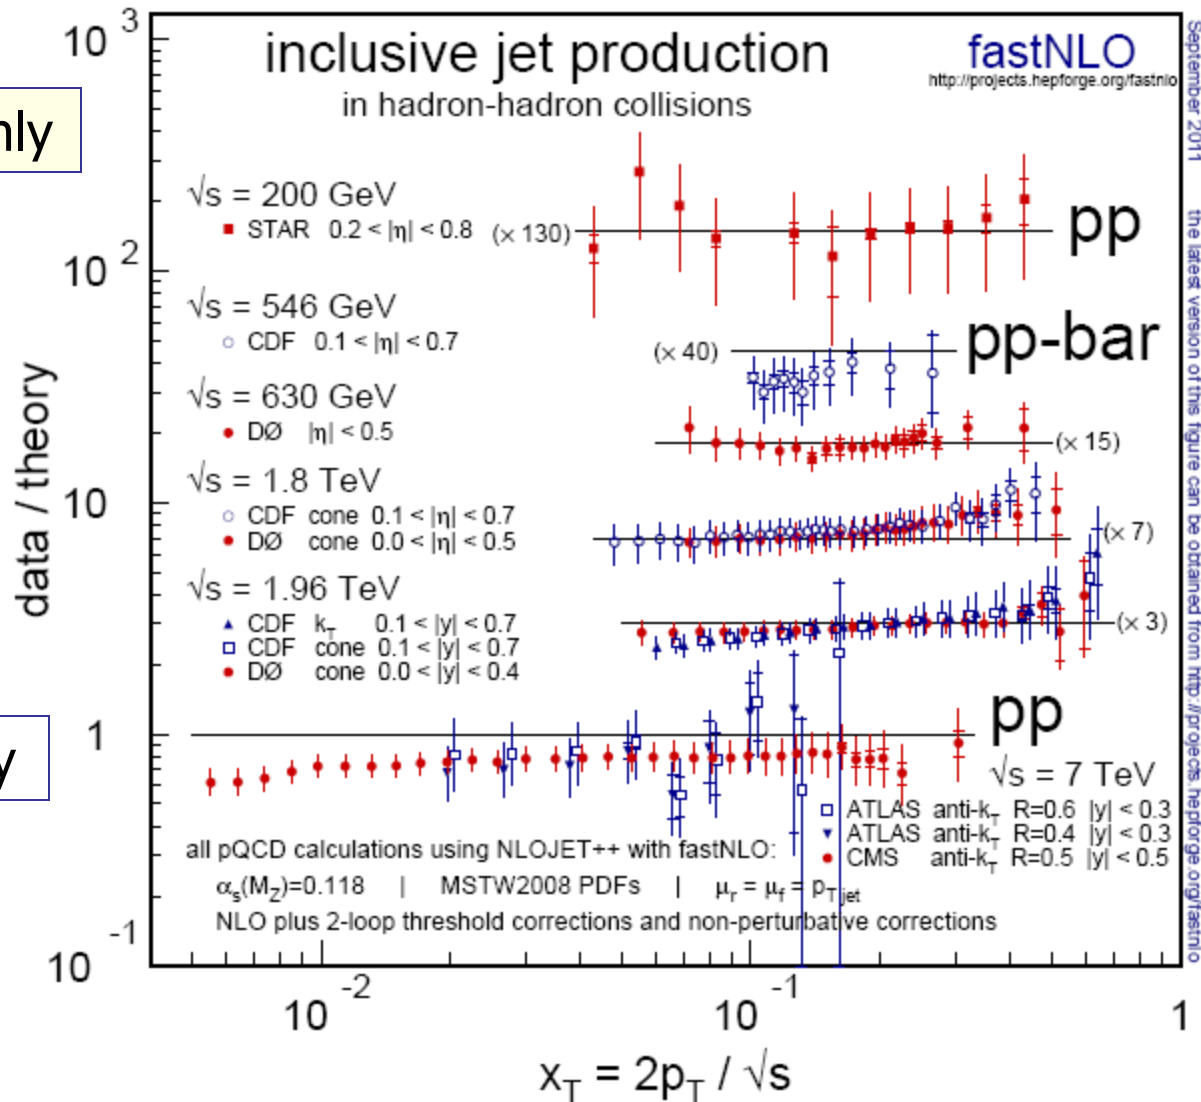 inclusive jet production
in hadron-hadron collisions
fastNLO
http://projects.hepforge.org/fastnlo
nly
√s = 200 GeV
STAR 0.2 < |η| < 0.8
(× 130)
pp
√s = 546 GeV
CDF 0.1 < |η| < 0.7
(× 40)
pp-bar
√s = 630 GeV
DØ |η| < 0.5
(× 15)
√s = 1.8 TeV
CDF cone 0.1 < |η| < 0.7
DØ cone 0.0 < |η| < 0.5
(× 7)
√s = 1.96 TeV
CDF k_T 0.1 < |y| < 0.7
CDF cone 0.1 < |y| < 0.7
DØ cone 0.0 < |y| < 0.4
(× 3)
y
pp
√s = 7 TeV
ATLAS anti-k_T R=0.6 |y| < 0.3
ATLAS anti-k_T R=0.4 |y| < 0.3
CMS anti-k_T R=0.5 |y| < 0.5
all pQCD calculations using NLOJET++ with fastNLO:
α_s(M_Z)=0.118 | MSTW2008 PDFs | μ_r = μ_f = p_T jet
NLO plus 2-loop threshold corrections and non-perturbative corrections
data / theory
10^3
10^2
10
1
10^-1
10^-2
10^-1
1
x_T = 2p_T / √s
September 2011 the latest version of this figure can be obtained from http://projects.hepforge.org/fastnlo